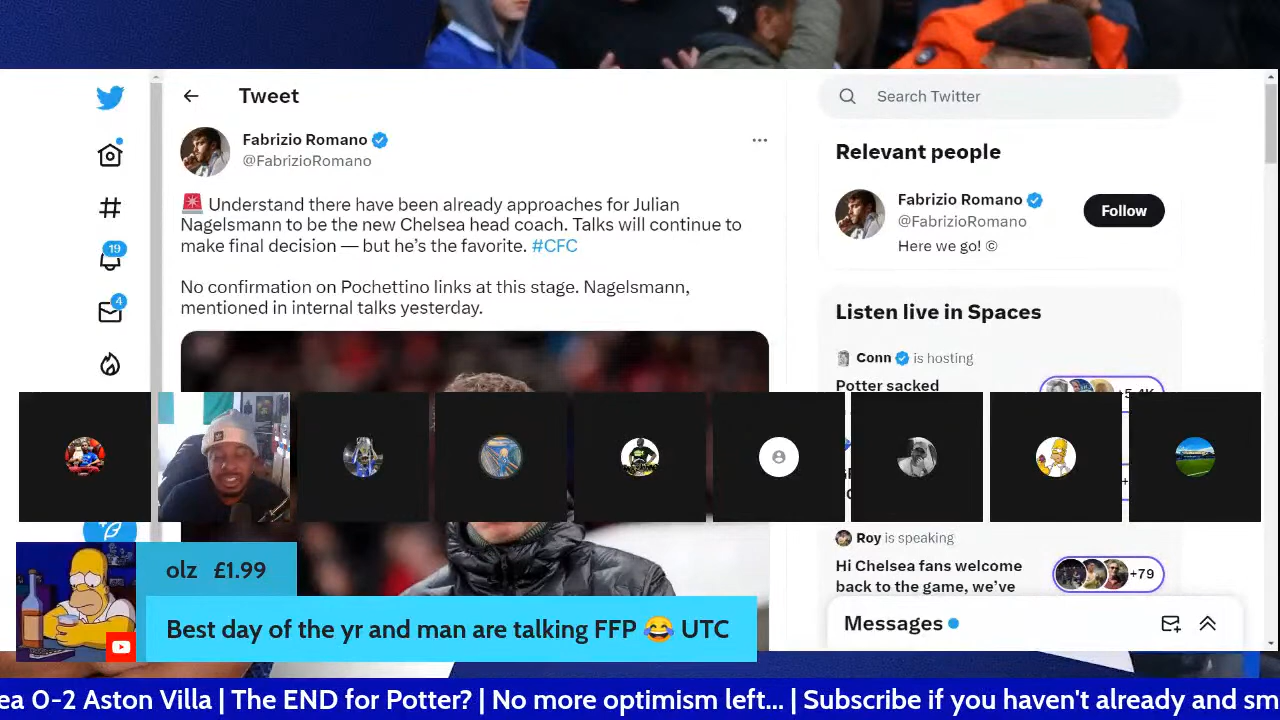 Tweet
Search Twitter
Fabrizio Romano
@FabrizioRomano
🚨 Understand there have been already approaches for Julian
Nagelsmann to be the new Chelsea head coach. Talks will continue to
make final decision — but he's the favorite. #CFC
No confirmation on Pochettino links at this stage. Nagelsmann,
mentioned in internal talks yesterday.
19
4
Relevant people
Fabrizio Romano
@FabrizioRomano
Here we go! ©
Follow
Listen live in Spaces
Conn is hosting
Potter sacked
Roy is speaking
Hi Chelsea fans welcome
back to the game, we've
+79
Messages
olz £1.99
Best day of the yr and man are talking FFP 😂 UTC
ea 0-2 Aston Villa | The END for Potter? | No more optimism left... | Subscribe if you haven't already and sm